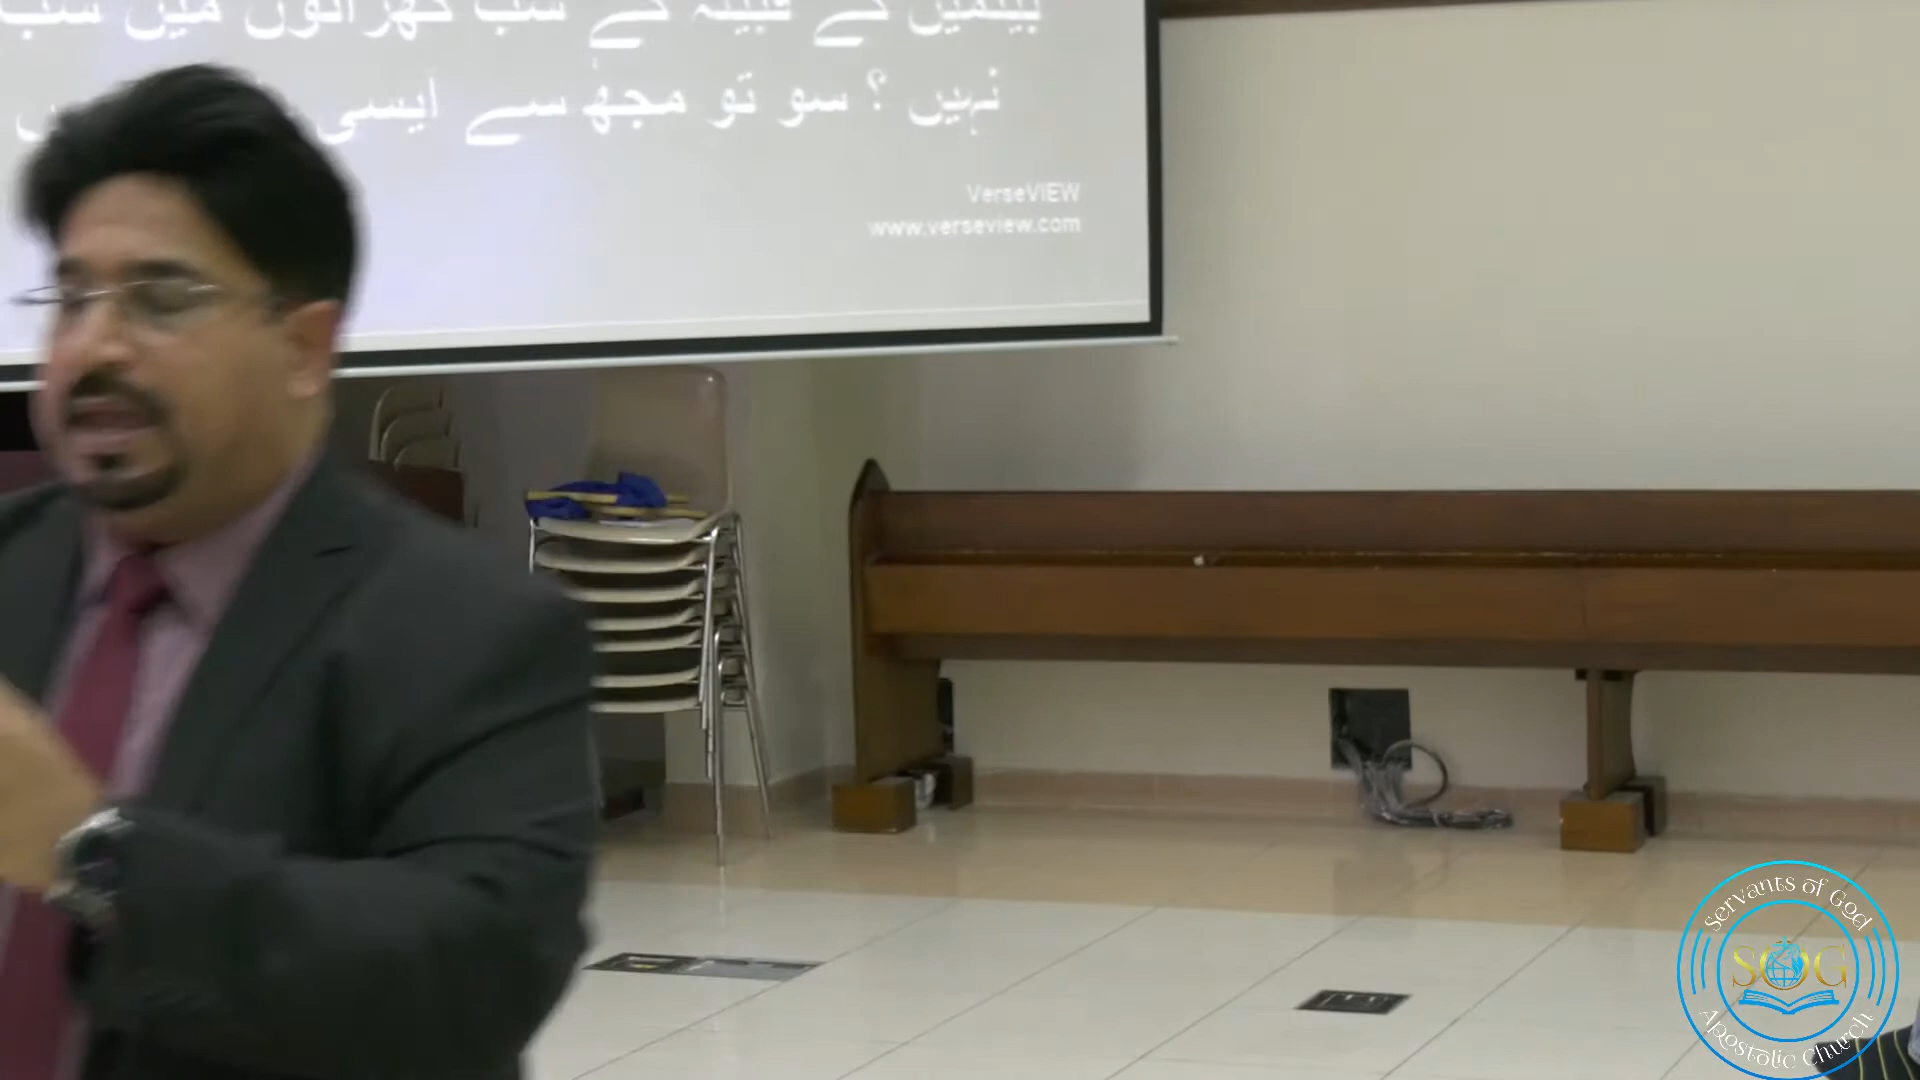 بینمین کے قبیلہ کے سب گھرانوں میں سب
نہیں ؟ سو تو مجھ سے ایسی
VerseVIEW
www.verseview.com
Servants of God
SOG
Apostolic Church